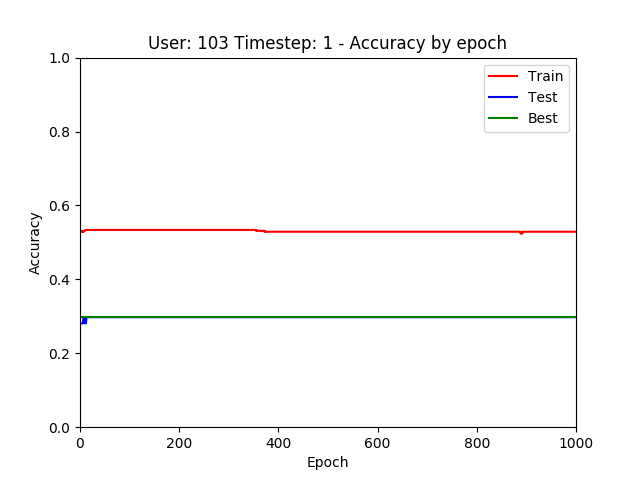 User: 103 Timestep: 1 - Accuracy by epoch
1.0
0.8
0.6
0.4
0.2
0.0
Accuracy
Train
Test
Best
0 200 400 600 800 1000
Epoch